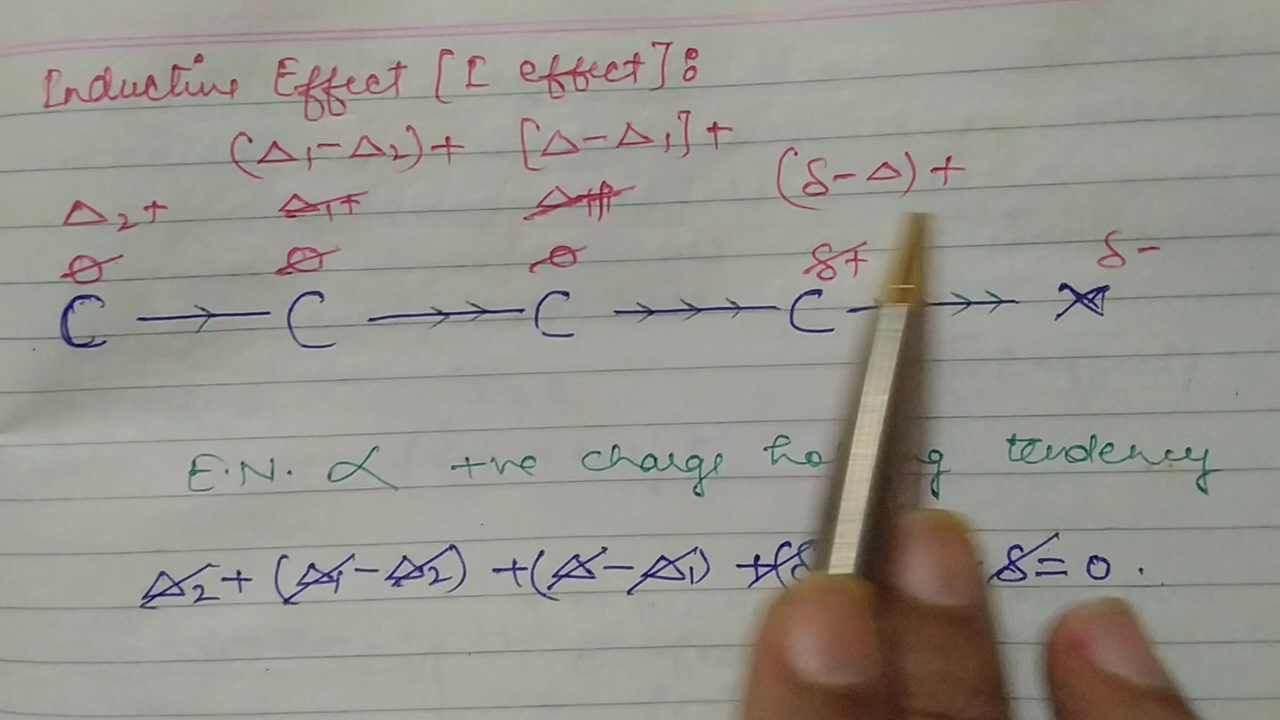 Inductive Effect [I effect]:
(Δ₁-Δ₂)+ [Δ-Δ₁]+ (δ-Δ)+
Δ₂+ Δ₁+
0 0 0 δ+ δ-
C C C C X
E.N. ∝ +ve charge tendency
Δ₂+ (Δ₁-Δ₂) +(Δ-Δ₁) +(δ δ=0.